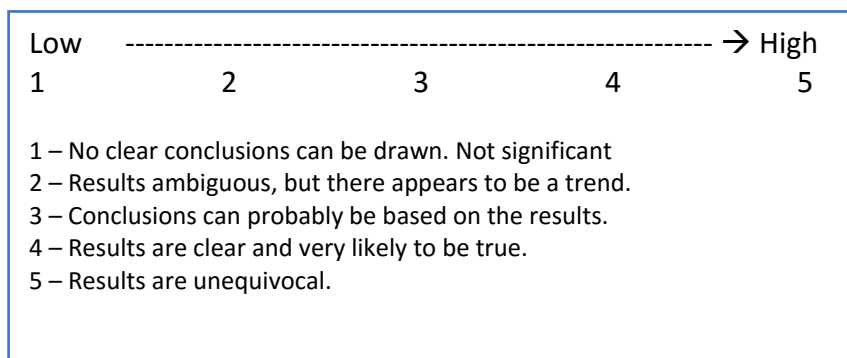 Low ------------------------------------------------------------ → High
1 2 3 4 5
1 – No clear conclusions can be drawn. Not significant
2 – Results ambiguous, but there appears to be a trend.
3 – Conclusions can probably be based on the results.
4 – Results are clear and very likely to be true.
5 – Results are unequivocal.